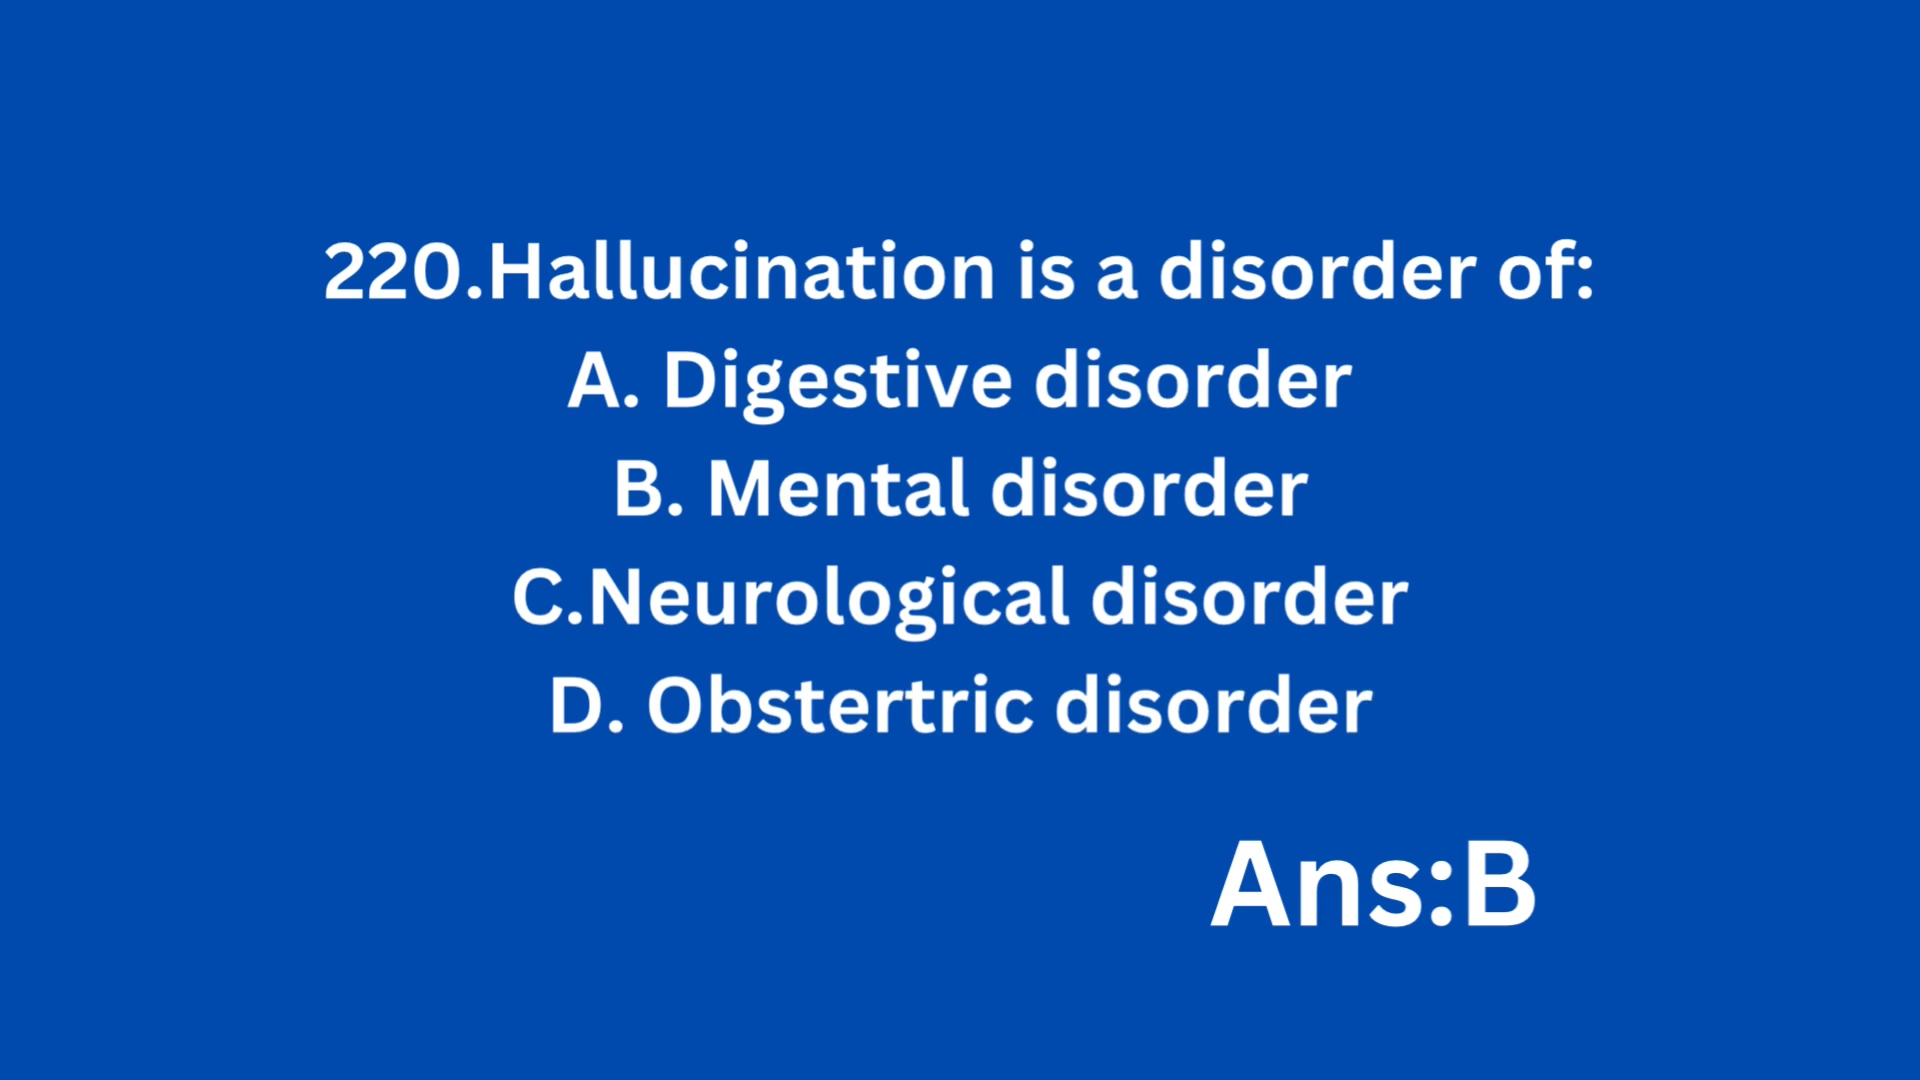 220.Hallucination is a disorder of:
A. Digestive disorder
B. Mental disorder
C.Neurological disorder
D. Obstertric disorder
Ans:B